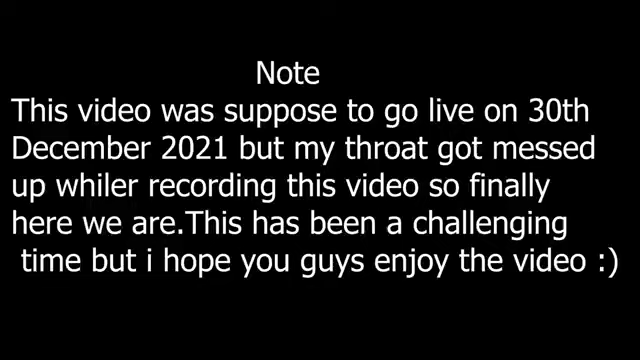 Note
This video was suppose to go live on 30th
December 2021 but my throat got messed
up whiler recording this video so finally
here we are.This has been a challenging
time but i hope you guys enjoy the video :)